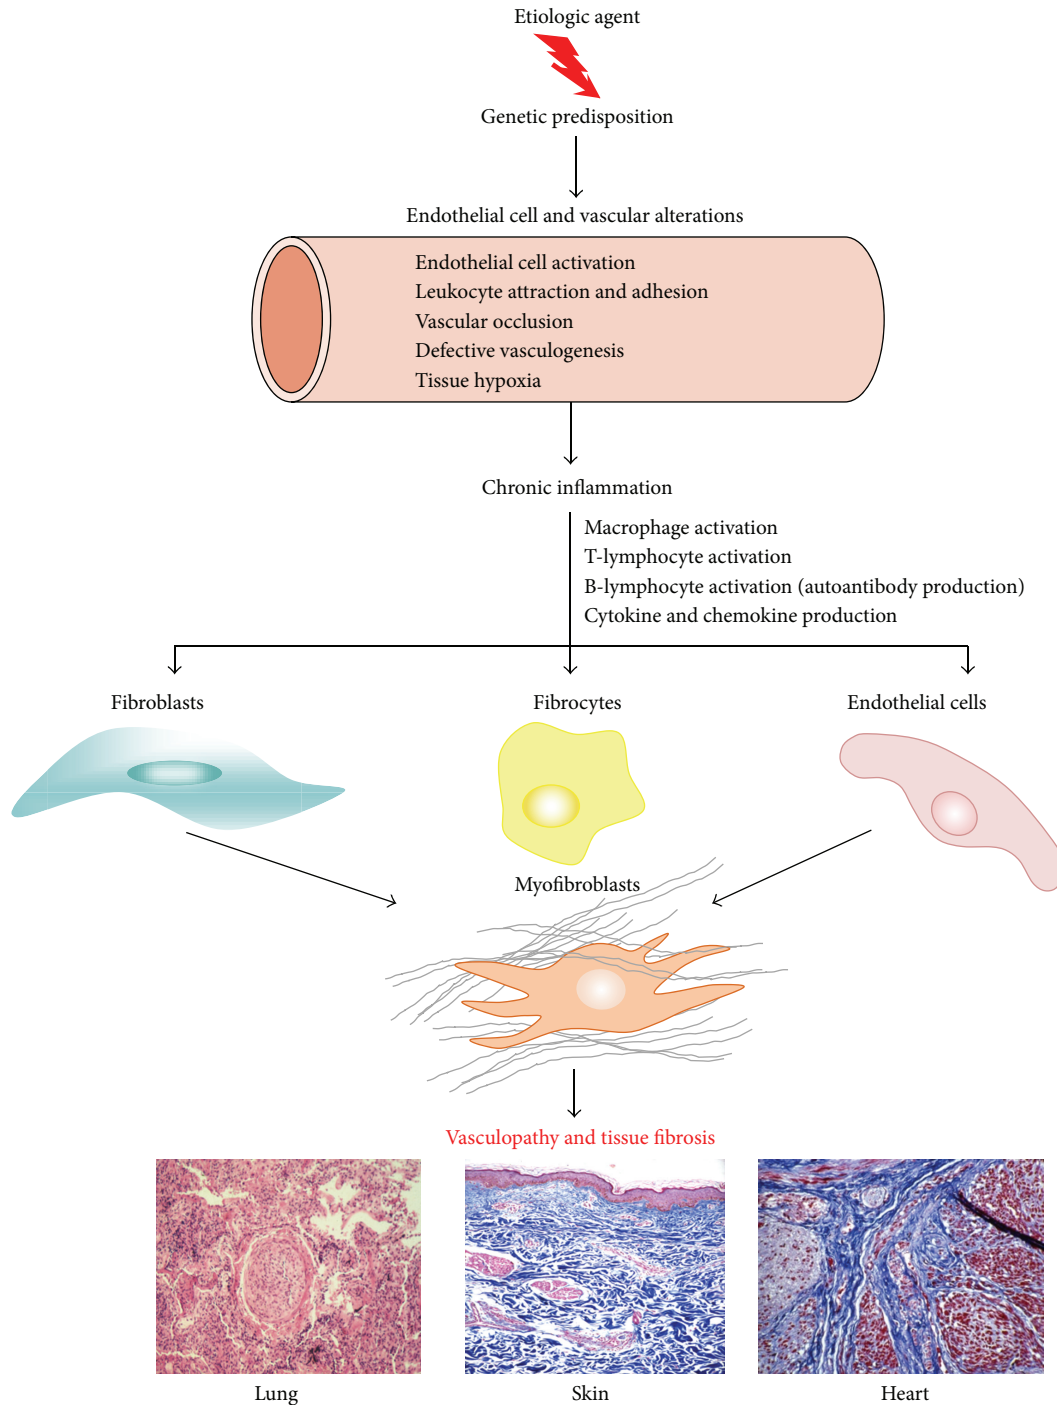 Etiologic agent
Genetic predisposition
Endothelial cell and vascular alterations
Endothelial cell activation
Leukocyte attraction and adhesion
Vascular occlusion
Defective vasculogenesis
Tissue hypoxia
Chronic inflammation
Macrophage activation
T-lymphocyte activation
B-lymphocyte activation (autoantibody production)
Cytokine and chemokine production
Fibroblasts
Fibrocytes
Endothelial cells
Myofibroblasts
Vasculopathy and tissue fibrosis
Lung
Skin
Heart